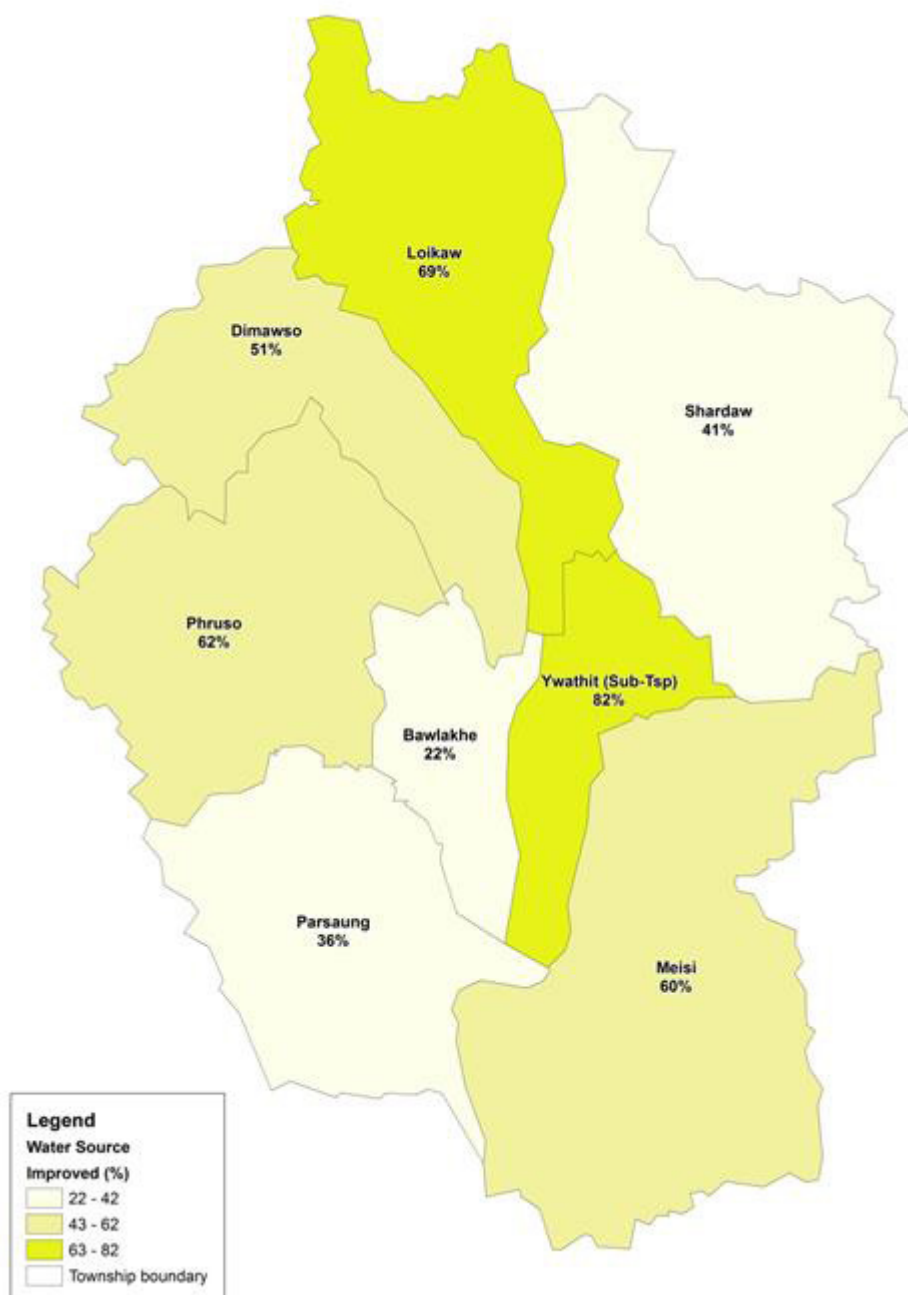 Loikaw
69%
Dimawso
51%
Shardaw
41%
Phruso
62%
Ywathit (Sub-Tsp)
82%
Bawlakhe
22%
Parsaung
36%
Meisi
60%
Legend
Water Source
Improved (%)
22 - 42
43 - 62
63 - 82
Township boundary